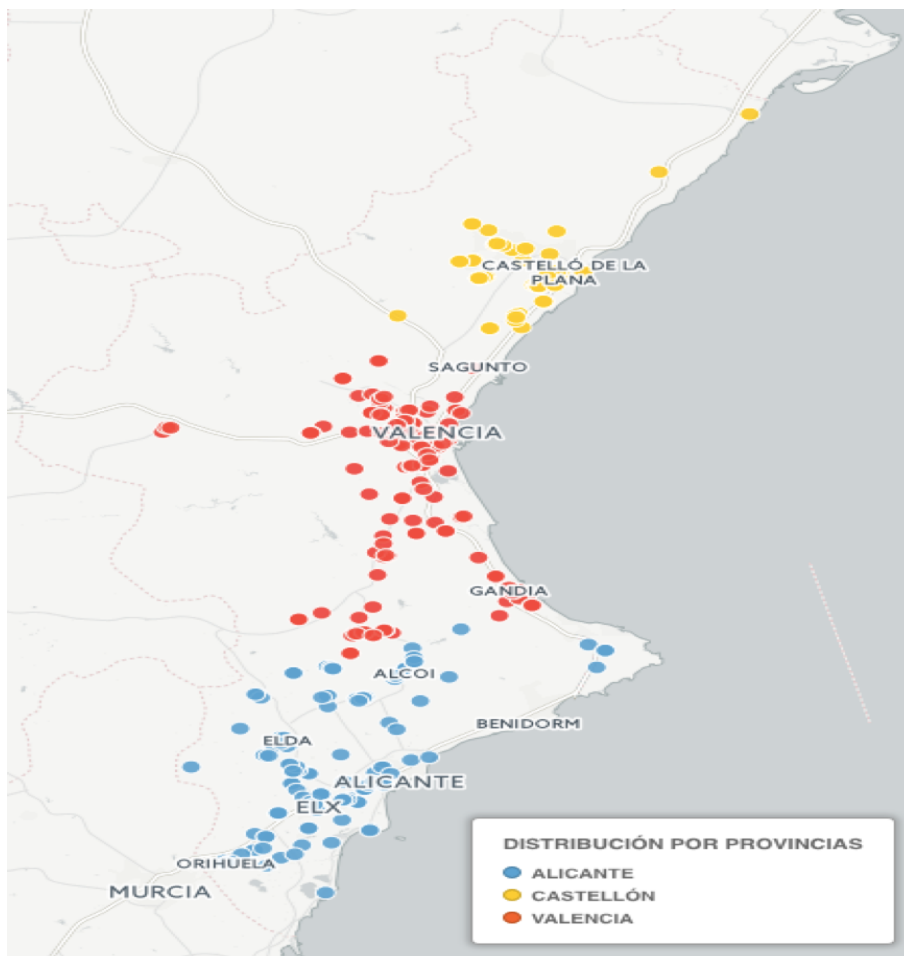 CASTELLÓ DE LA
PLANA
SAGUNTO
VALENCIA
GANDIA
ALCOI
BENIDORM
ELDA
ALICANTE
ELX
ORIHUELA
MURCIA
DISTRIBUCIÓN POR PROVINCIAS
ALICANTE
CASTELLÓN
VALENCIA